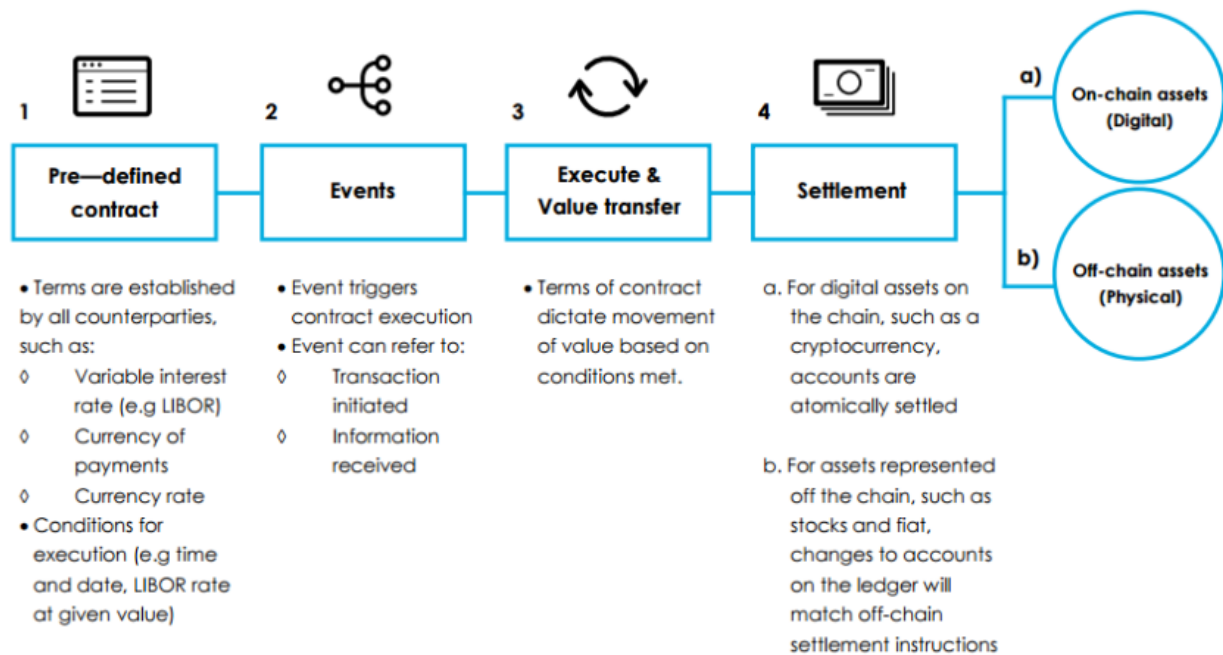 1
Pre—defined
contract
• Terms are established
by all counterparties,
such as:
◊ Variable interest
rate (e.g LIBOR)
◊ Currency of
payments
◊ Currency rate
• Conditions for
execution (e.g time
and date, LIBOR rate
at given value)
2
Events
• Event triggers
contract execution
• Event can refer to:
◊ Transaction
initiated
◊ Information
received
3
Execute &
Value transfer
• Terms of contract
dictate movement
of value based on
conditions met.
4
Settlement
a. For digital assets on
the chain, such as a
cryptocurrency,
accounts are
atomically settled
b. For assets represented
off the chain, such as
stocks and fiat,
changes to accounts
on the ledger will
match off-chain
settlement instructions
a)
On-chain assets
(Digital)
b)
Off-chain assets
(Physical)